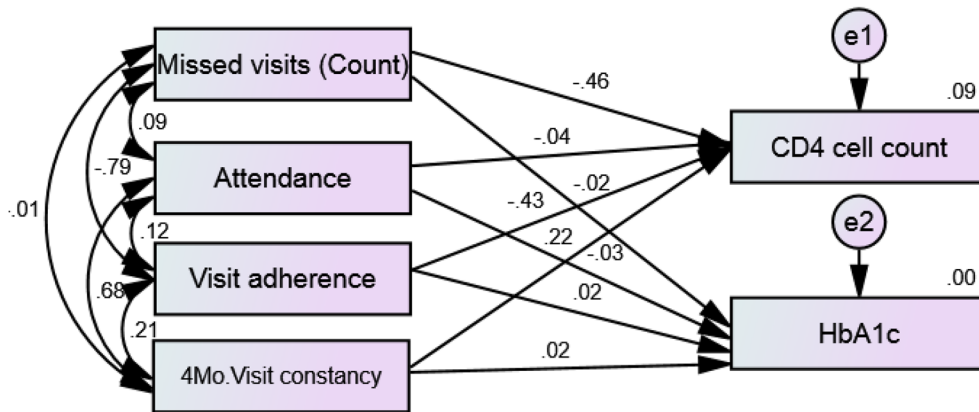 e1
Missed visits (Count)
.09
-.46
CD4 cell count
.09
-.04
Attendance
-.79
-.02
-.43
e2
-.01
.12
.22
-.03
Visit adherence
.00
.68
.02
HbA1c
.21
.02
4Mo.Visit constancy